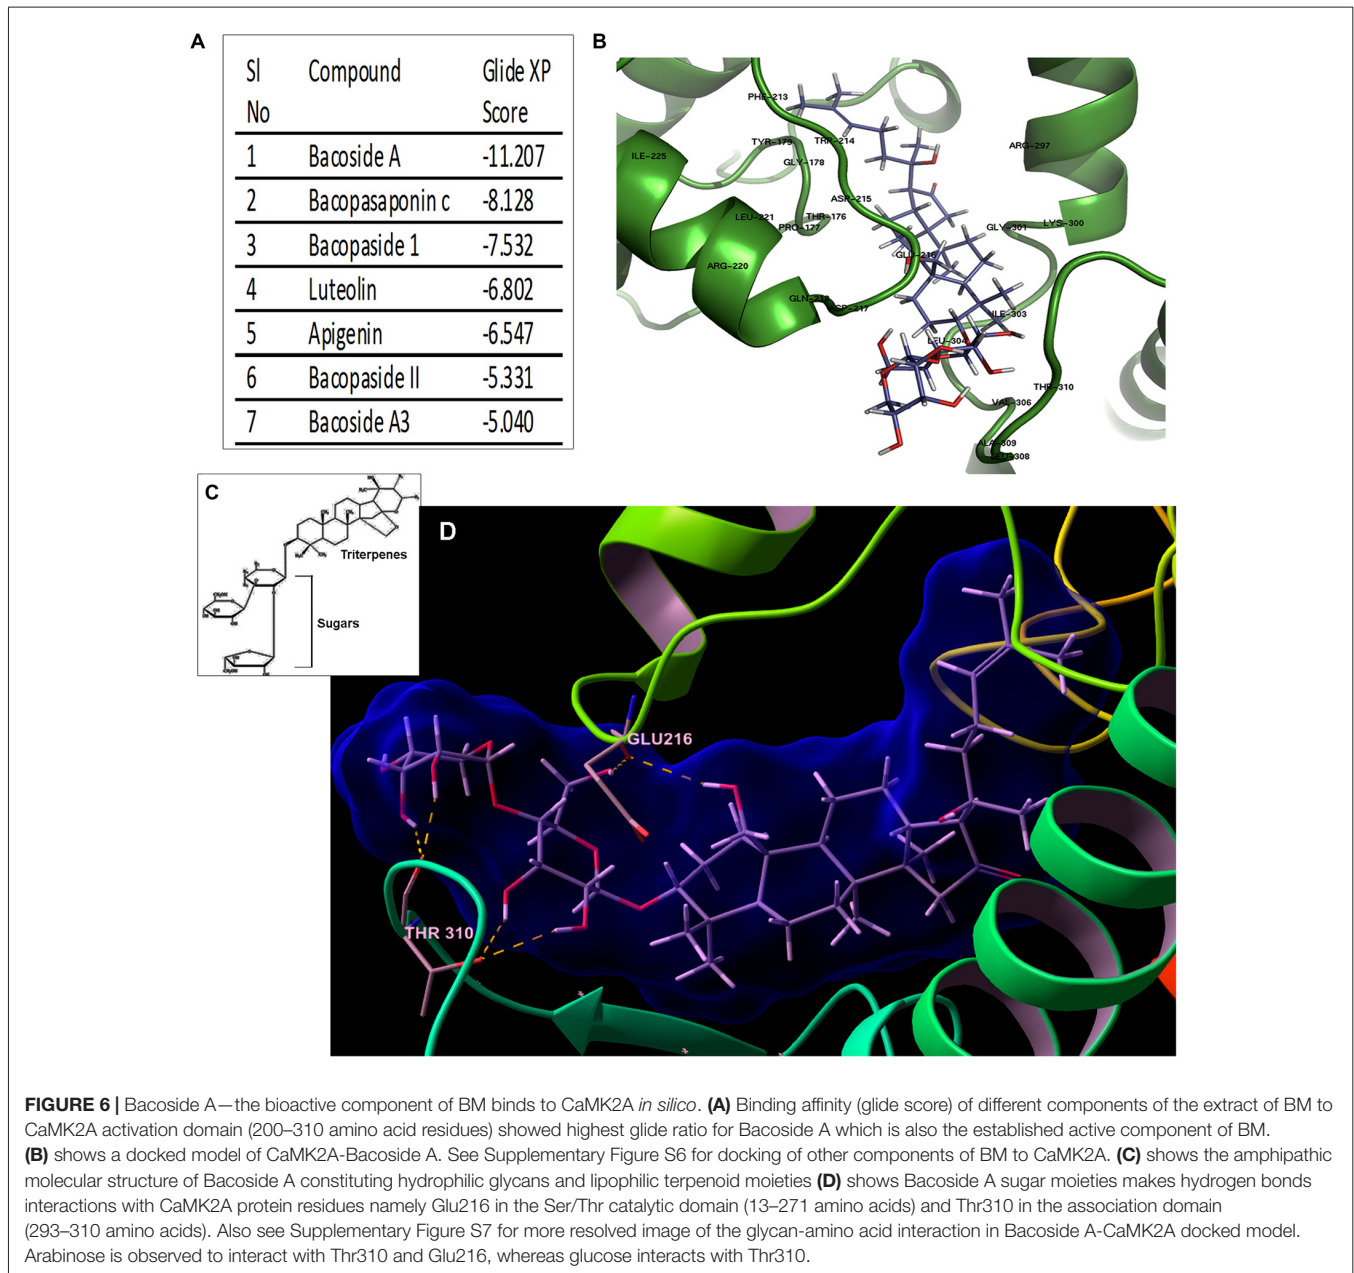 A
Sl No Compound Glide XP Score
1 Bacoside A -11.207
2 Bacopasaponin c -8.128
3 Bacopaside 1 -7.532
4 Luteolin -6.802
5 Apigenin -6.547
6 Bacopaside II -5.331
7 Bacoside A3 -5.040
B
PHE-213
TYR-179
ILE-225
GLY-178
ARG-297
ASP-215
LEU-221
THR-176
PRO-177
LYS-300
GLY-301
GLU-216
ARG-220
ILE-303
LEU-304
THR-310
VAL-306
C
Triterpenes
Sugars
D
GLU216
THR 310
FIGURE 6 | Bacoside A—the bioactive component of BM binds to CaMK2A in silico. (A) Binding affinity (glide score) of different components of the extract of BM to
CaMK2A activation domain (200–310 amino acid residues) showed highest glide ratio for Bacoside A which is also the established active component of BM.
(B) shows a docked model of CaMK2A-Bacoside A. See Supplementary Figure S6 for docking of other components of BM to CaMK2A. (C) shows the amphipathic
molecular structure of Bacoside A constituting hydrophilic glycans and lipophilic terpenoid moieties (D) shows Bacoside A sugar moieties makes hydrogen bonds
interactions with CaMK2A protein residues namely Glu216 in the Ser/Thr catalytic domain (13–271 amino acids) and Thr310 in the association domain
(293–310 amino acids). Also see Supplementary Figure S7 for more resolved image of the glycan-amino acid interaction in Bacoside A-CaMK2A docked model.
Arabinose is observed to interact with Thr310 and Glu216, whereas glucose interacts with Thr310.